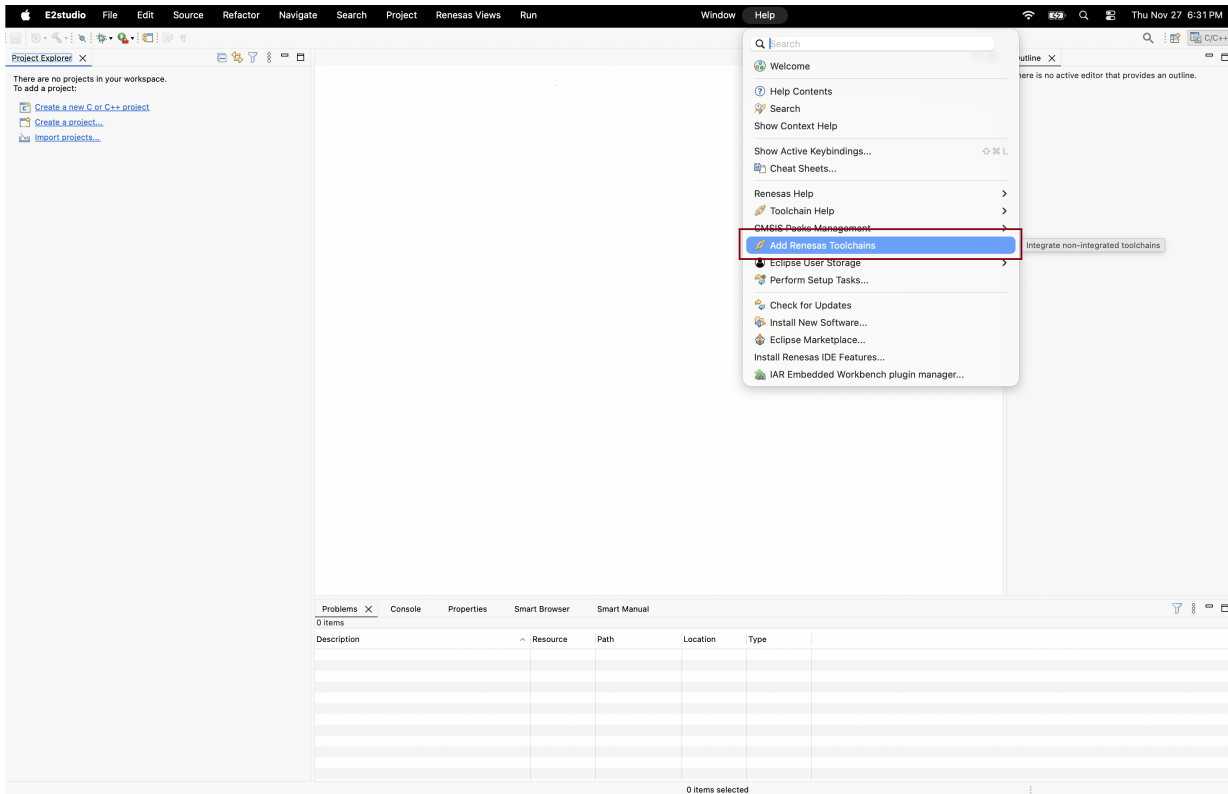 E2studio File Edit Source Refactor Navigate Search Project Renesas Views Run Window Help Thu Nov 27 6:31 PM
C/C++
Project Explorer
There are no projects in your workspace.
To add a project:
Create a new C or C++ project
Create a project...
Import projects...
Search
Welcome
Help Contents
Search
Show Context Help
Show Active Keybindings... ⇧⌘L
Cheat Sheets...
Renesas Help
Toolchain Help
CMSIS Packs Management
Add Renesas Toolchains
Integrate non-integrated toolchains
Eclipse User Storage
Perform Setup Tasks...
Check for Updates
Install New Software...
Eclipse Marketplace...
Install Renesas IDE Features...
IAR Embedded Workbench plugin manager...
utline
here is no active editor that provides an outline.
Problems Console Properties Smart Browser Smart Manual
0 items
Description Resource Path Location Type
0 items selected